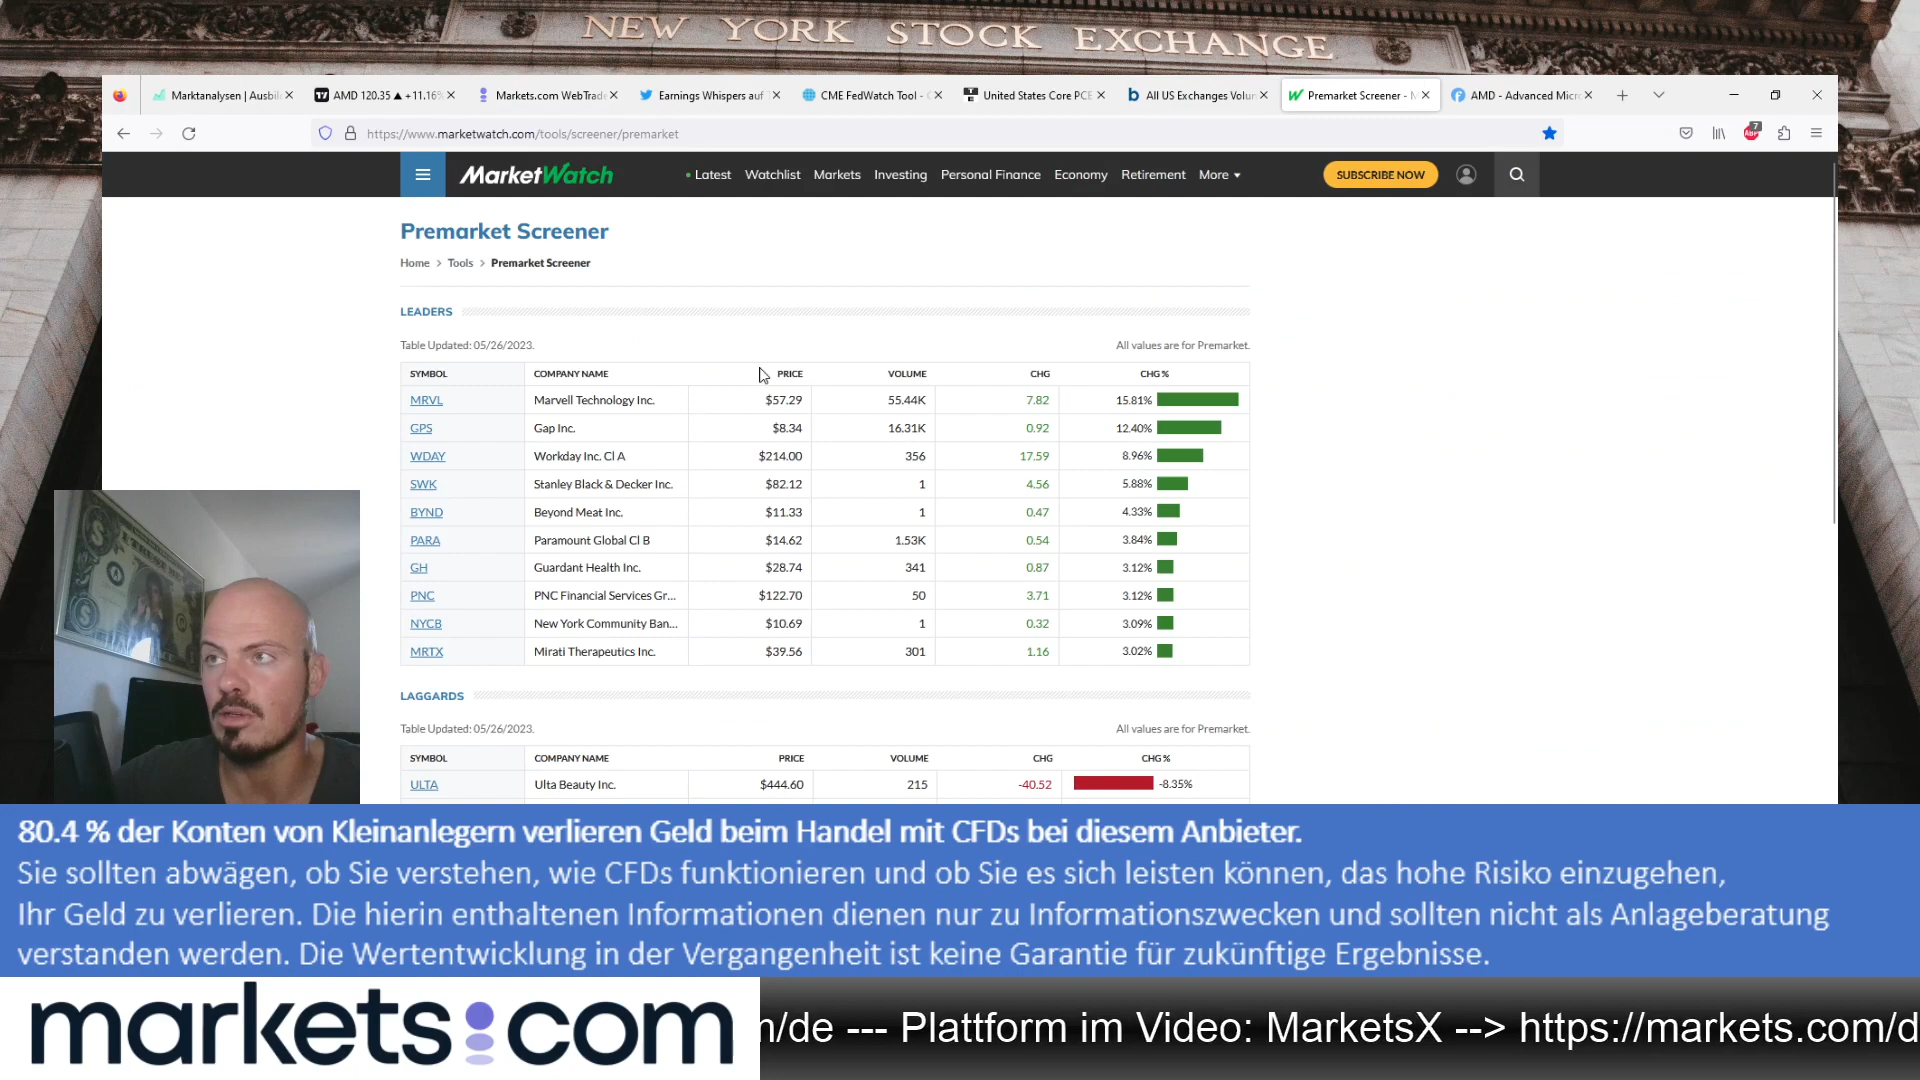 NEW YORK STOCK EXCHANGE
Marktanalysen | Ausbil
AMD 120.35 ▲ +11.16%
Markets.com WebTrade
Earnings Whispers auf
CME FedWatch Tool - C
United States Core PCE
All US Exchanges Volu
Premarket Screener - M
AMD - Advanced Micr
https://www.marketwatch.com/tools/screener/premarket
7
MarketWatch
• Latest Watchlist Markets Investing Personal Finance Economy Retirement More
SUBSCRIBE NOW
Premarket Screener
Home > Tools > Premarket Screener
LEADERS
Table Updated: 05/26/2023. All values are for Premarket.
SYMBOL COMPANY NAME PRICE VOLUME CHG CHG %
MRVL Marvell Technology Inc. $57.29 55.44K 7.82 15.81%
GPS Gap Inc. $8.34 16.31K 0.92 12.40%
WDAY Workday Inc. Cl A $214.00 356 17.59 8.96%
SWK Stanley Black & Decker Inc. $82.12 1 4.56 5.88%
BYND Beyond Meat Inc. $11.33 1 0.47 4.33%
PARA Paramount Global Cl B $14.62 1.53K 0.54 3.84%
GH Guardant Health Inc. $28.74 341 0.87 3.12%
PNC PNC Financial Services Gr... $122.70 50 3.71 3.12%
NYCB New York Community Ban... $10.69 1 0.32 3.09%
MRTX Mirati Therapeutics Inc. $39.56 301 1.16 3.02%
LAGGARDS
Table Updated: 05/26/2023. All values are for Premarket.
SYMBOL COMPANY NAME PRICE VOLUME CHG CHG %
ULTA Ulta Beauty Inc. $444.60 215 -40.52 -8.35%
80.4 % der Konten von Kleinanlegern verlieren Geld beim Handel mit CFDs bei diesem Anbieter.
Sie sollten abwägen, ob Sie verstehen, wie CFDs funktionieren und ob Sie es sich leisten können, das hohe Risiko einzugehen,
Ihr Geld zu verlieren. Die hierin enthaltenen Informationen dienen nur zu Informationszwecken und sollten nicht als Anlageberatung
verstanden werden. Die Wertentwicklung in der Vergangenheit ist keine Garantie für zukünftige Ergebnisse.
markets.com
m/de --- Plattform im Video: MarketsX --> https://markets.com/d